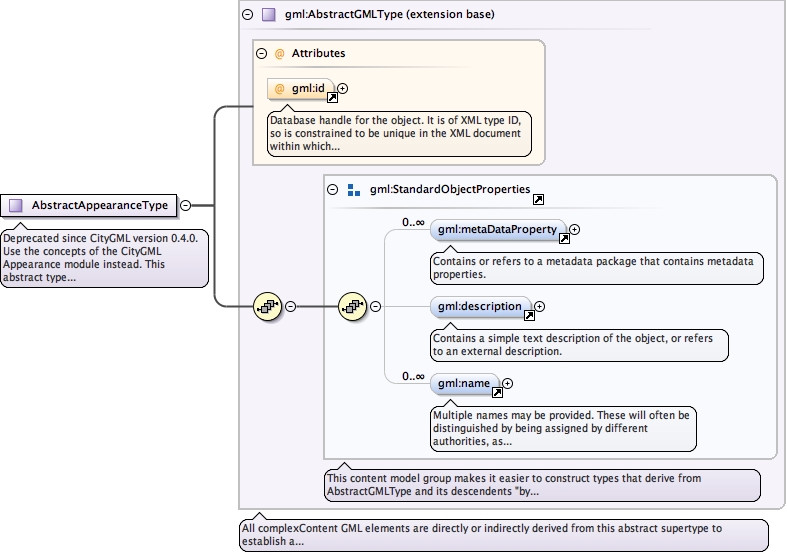 gml:AbstractGMLType (extension base)
@ Attributes
@ gml:id
Database handle for the object. It is of XML type ID,
so is constrained to be unique in the XML document
within which...
AbstractAppearanceType
Deprecated since CityGML version 0.4.0.
Use the concepts of the CityGML
Appearance module instead. This
abstract type...
gml:StandardObjectProperties
0..∞
gml:metaDataProperty
Contains or refers to a metadata package that contains metadata
properties.
gml:description
Contains a simple text description of the object, or refers
to an external description.
0..∞
gml:name
Multiple names may be provided. These will often be
distinguished by being assigned by different
authorities, as...
This content model group makes it easier to construct types that derive from
AbstractGMLType and its descendents "by...
All complexContent GML elements are directly or indirectly derived from this abstract supertype to
establish a...